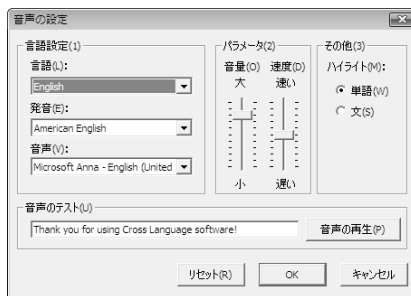 音声の設定
言語設定(1)
言語(L):
English
発音(E):
American English
音声(V):
Microsoft Anna - English (United
パラメータ(2)
音量(O) 速度(D)
大 速い
小 遅い
その他(3)
ハイライト(M):
単語(W)
文(S)
音声のテスト(U)
Thank you for using Cross Language software!
音声の再生(P)
リセット(R) OK キャンセル